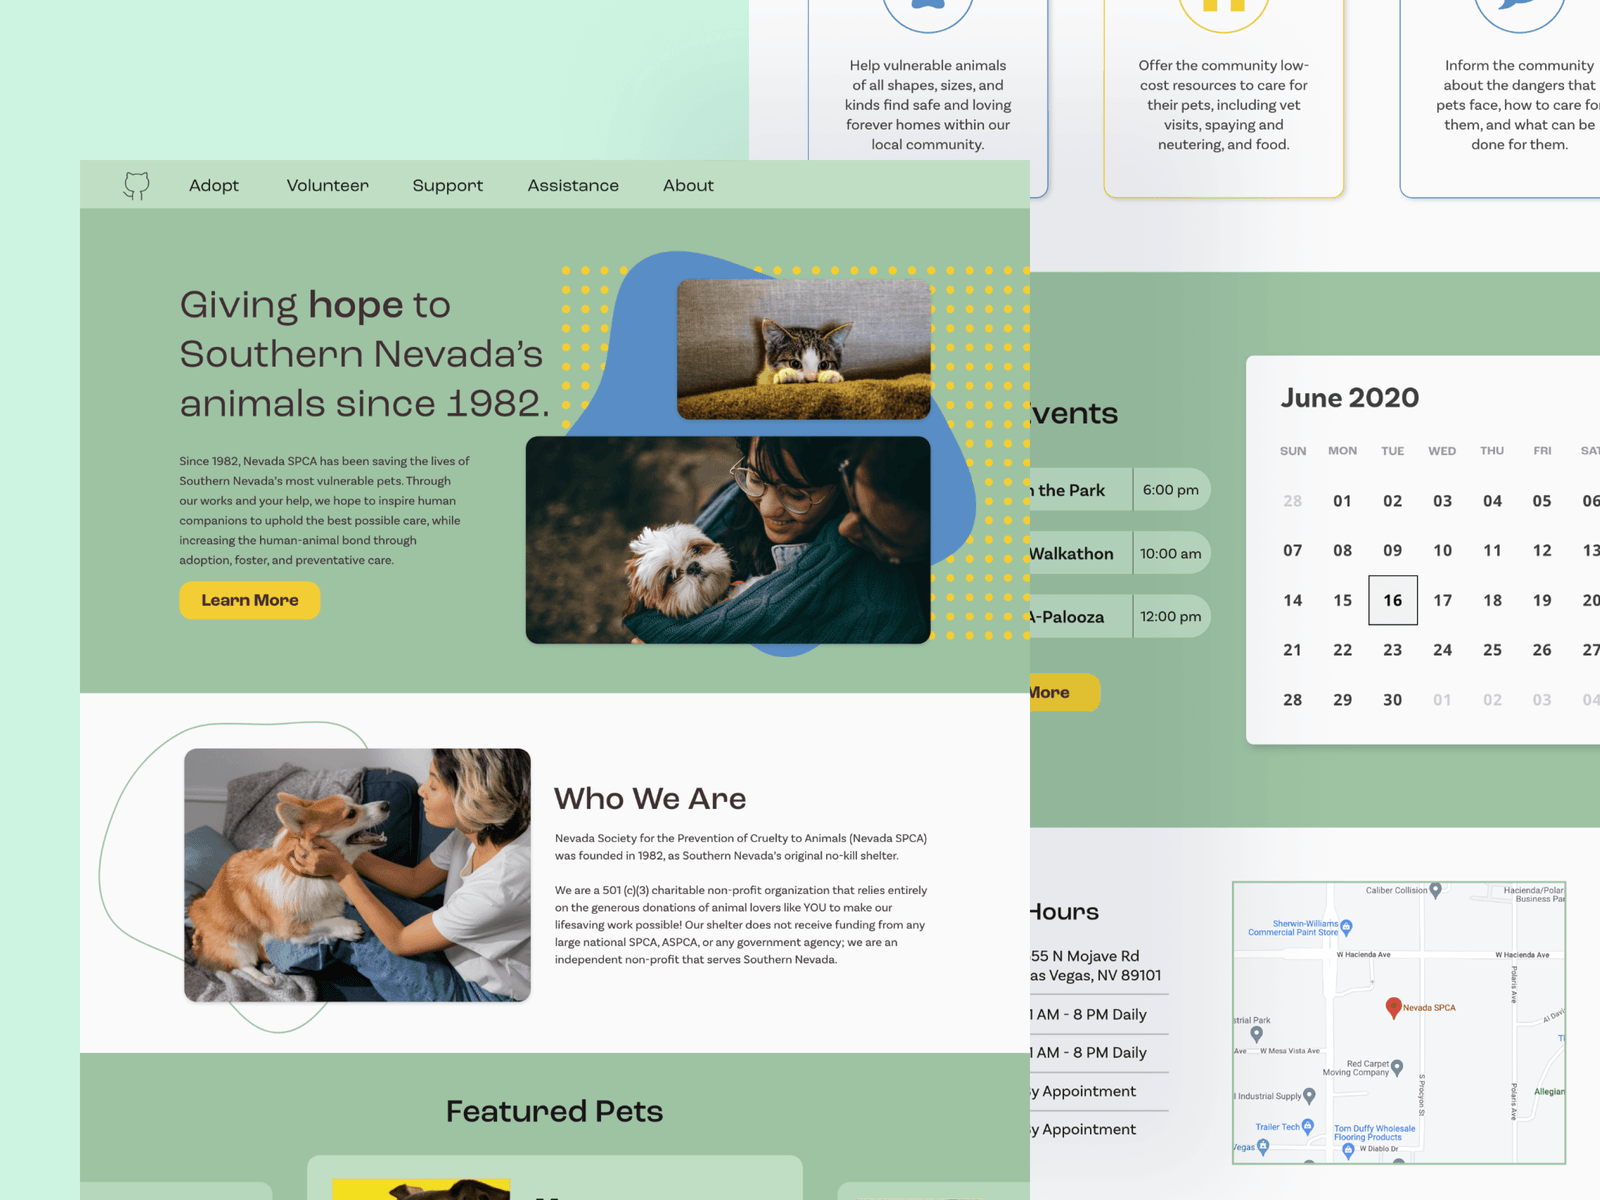 Help vulnerable animals
of all shapes, sizes, and
kinds find safe and loving
forever homes within our
local community.
Offer the community low-
cost resources to care for
their pets, including vet
visits, spaying and
neutering, and food.
Inform the community
about the dangers that
pets face, how to care for
them, and what can be
done for them.
Adopt Volunteer Support Assistance About
Giving hope to
Southern Nevada's
animals since 1982.
Since 1982, Nevada SPCA has been saving the lives of
Southern Nevada's most vulnerable pets. Through
our works and your help, we hope to inspire human
companions to uphold the best possible care, while
increasing the human-animal bond through
adoption, foster, and preventative care.
Learn More
Who We Are
Nevada Society for the Prevention of Cruelty to Animals (Nevada SPCA)
was founded in 1982, as Southern Nevada's original no-kill shelter.
We are a 501 (c)(3) charitable non-profit organization that relies entirely
on the generous donations of animal lovers like YOU to make our
lifesaving work possible! Our shelter does not receive funding from any
large national SPCA, ASPCA, or any government agency; we are an
independent non-profit that serves Southern Nevada.
Featured Pets
vents
the Park 6:00 pm
Walkathon 10:00 am
A-Palooza 12:00 pm
More
June 2020
SUN MON TUE WED THU FRI SAT
28 01 02 03 04 05 06
07 08 09 10 11 12 13
14 15 16 17 18 19 20
21 22 23 24 25 26 27
28 29 30 01 02 03 04
Hours
55 N Mojave Rd
as Vegas, NV 89101
1 AM - 8 PM Daily
1 AM - 8 PM Daily
y Appointment
y Appointment
Caliber Collision
Hacienda/Polar
Business Par
Sherwin-Williams
Commercial Paint Store
W Hacienda Ave
W Hacienda Ave
Polaris Ave
Nevada SPCA
strial Park
Al Davi
Ave
W Mesa Vista Ave
Red Carpet
Moving Company
S Procyon St
Polaris Ave
Allegian
l Industrial Supply
Trailer Tech
Tom Duffy Wholesale
Flooring Products
Vegas
W Diablo Dr